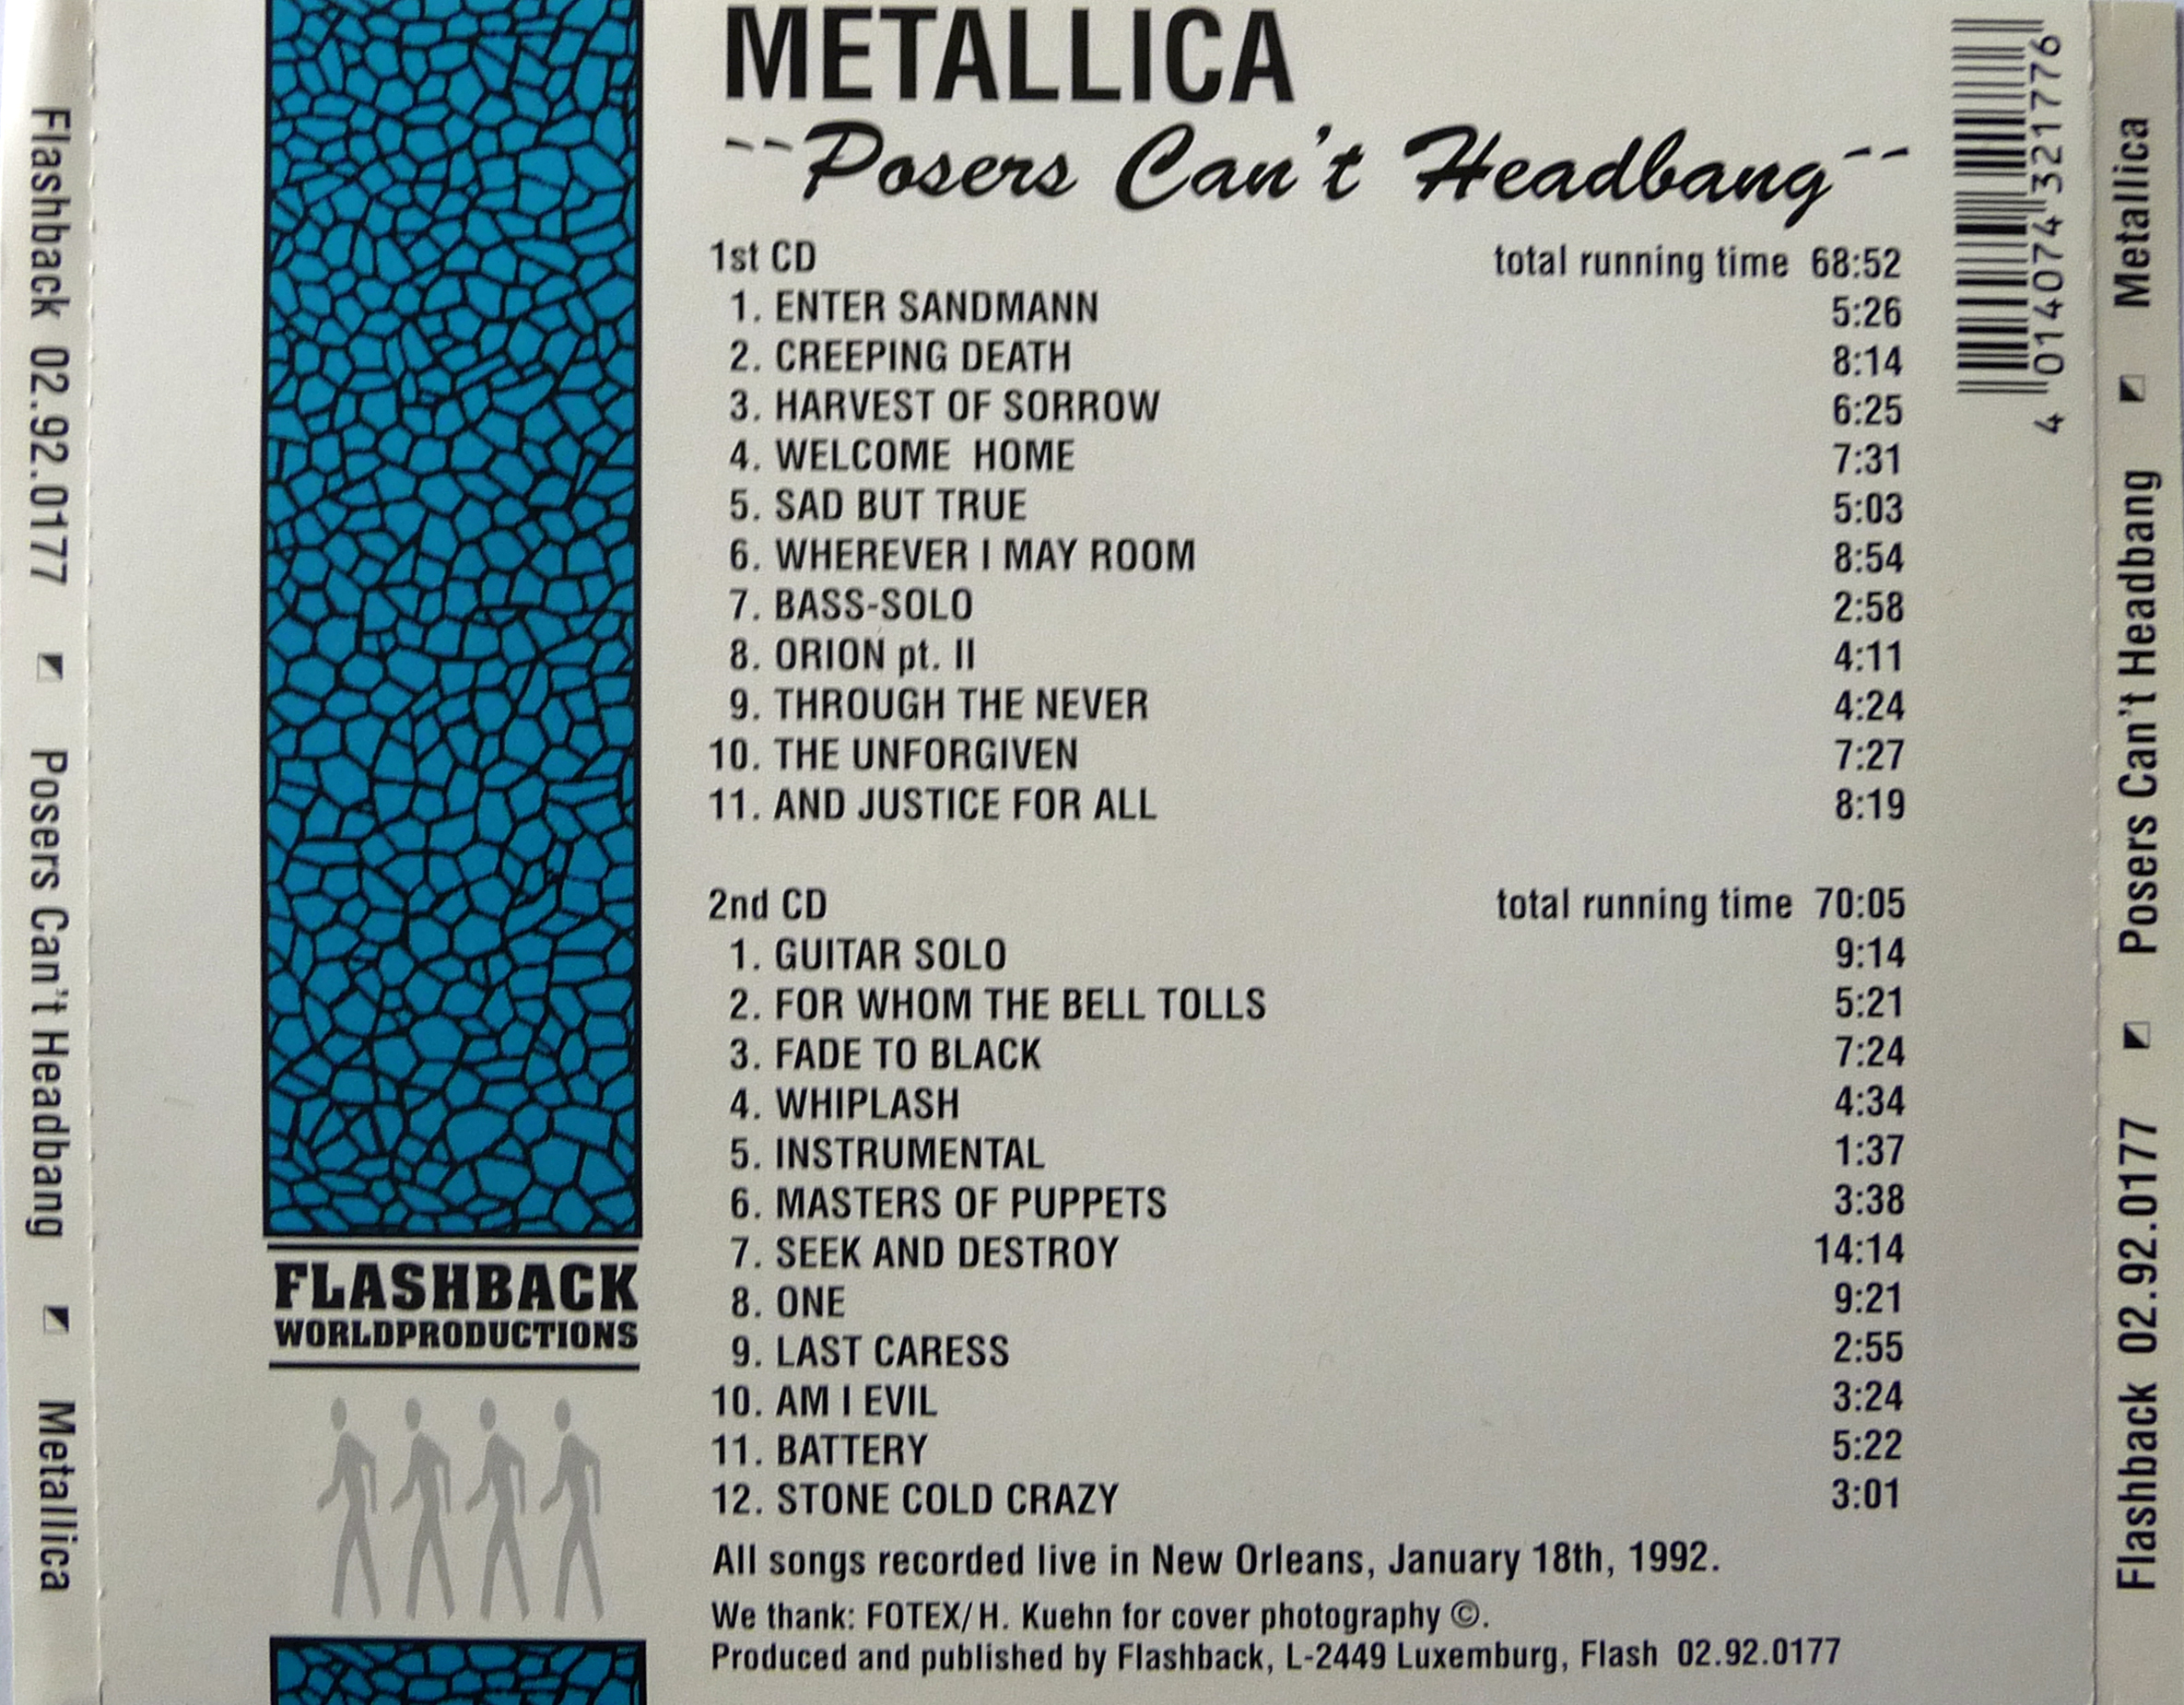 METALLICA
--Posers Can't Headbang--
1st CD total running time 68:52
1. ENTER SANDMANN 5:26
2. CREEPING DEATH 8:14
3. HARVEST OF SORROW 6:25
4. WELCOME HOME 7:31
5. SAD BUT TRUE 5:03
6. WHEREVER I MAY ROOM 8:54
7. BASS-SOLO 2:58
8. ORION pt. II 4:11
9. THROUGH THE NEVER 4:24
10. THE UNFORGIVEN 7:27
11. AND JUSTICE FOR ALL 8:19
2nd CD total running time 70:05
1. GUITAR SOLO 9:14
2. FOR WHOM THE BELL TOLLS 5:21
3. FADE TO BLACK 7:24
4. WHIPLASH 4:34
5. INSTRUMENTAL 1:37
6. MASTERS OF PUPPETS 3:38
7. SEEK AND DESTROY 14:14
8. ONE 9:21
9. LAST CARESS 2:55
10. AM I EVIL 3:24
11. BATTERY 5:22
12. STONE COLD CRAZY 3:01
All songs recorded live in New Orleans, January 18th, 1992.
We thank: FOTEX/ H. Kuehn for cover photography ©.
Produced and published by Flashback, L-2449 Luxemburg, Flash 02.92.0177
FLASHBACK
WORLDPRODUCTIONS
Flashback 02.92.0177 Posers Can't Headbang Metallica
Flashback 02.92.0177 Posers Can't Headbang Metallica
4 014074 321776